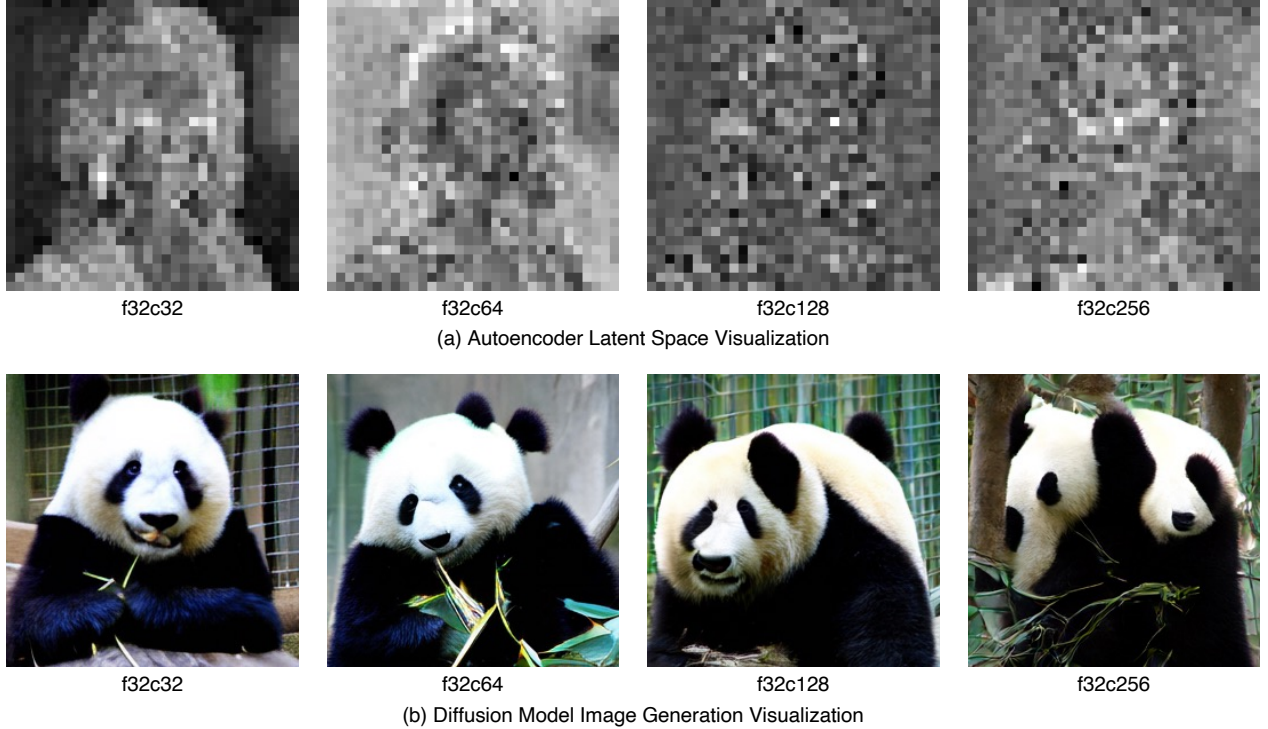 f32c32 f32c64 f32c128 f32c256
(a) Autoencoder Latent Space Visualization
f32c32 f32c64 f32c128 f32c256
(b) Diffusion Model Image Generation Visualization